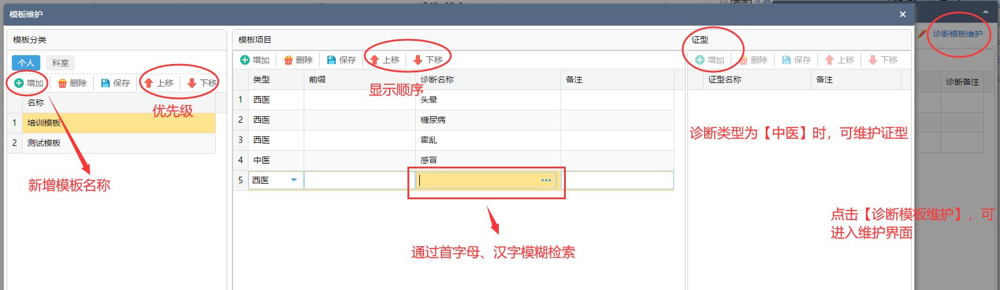 模板维护
模板分类
个人 科室
增加 删除 保存 上移 下移
名称
1 培训模板
2 测试模板
优先级
新增模板名称
模板项目
增加 删除 保存 上移 下移
类型 前缀 诊断名称 备注
显示顺序
1 西医 头晕
2 西医 糖尿病
3 西医 霍乱
4 中医 感冒
5 西医
通过首字母、汉字模糊检索
证型
增加 删除 保存 上移 下移
证型名称 备注
诊断类型为【中医】时，可维护证型
诊断模板维护
诊断备注
点击【诊断模板维护】，可
进入维护界面